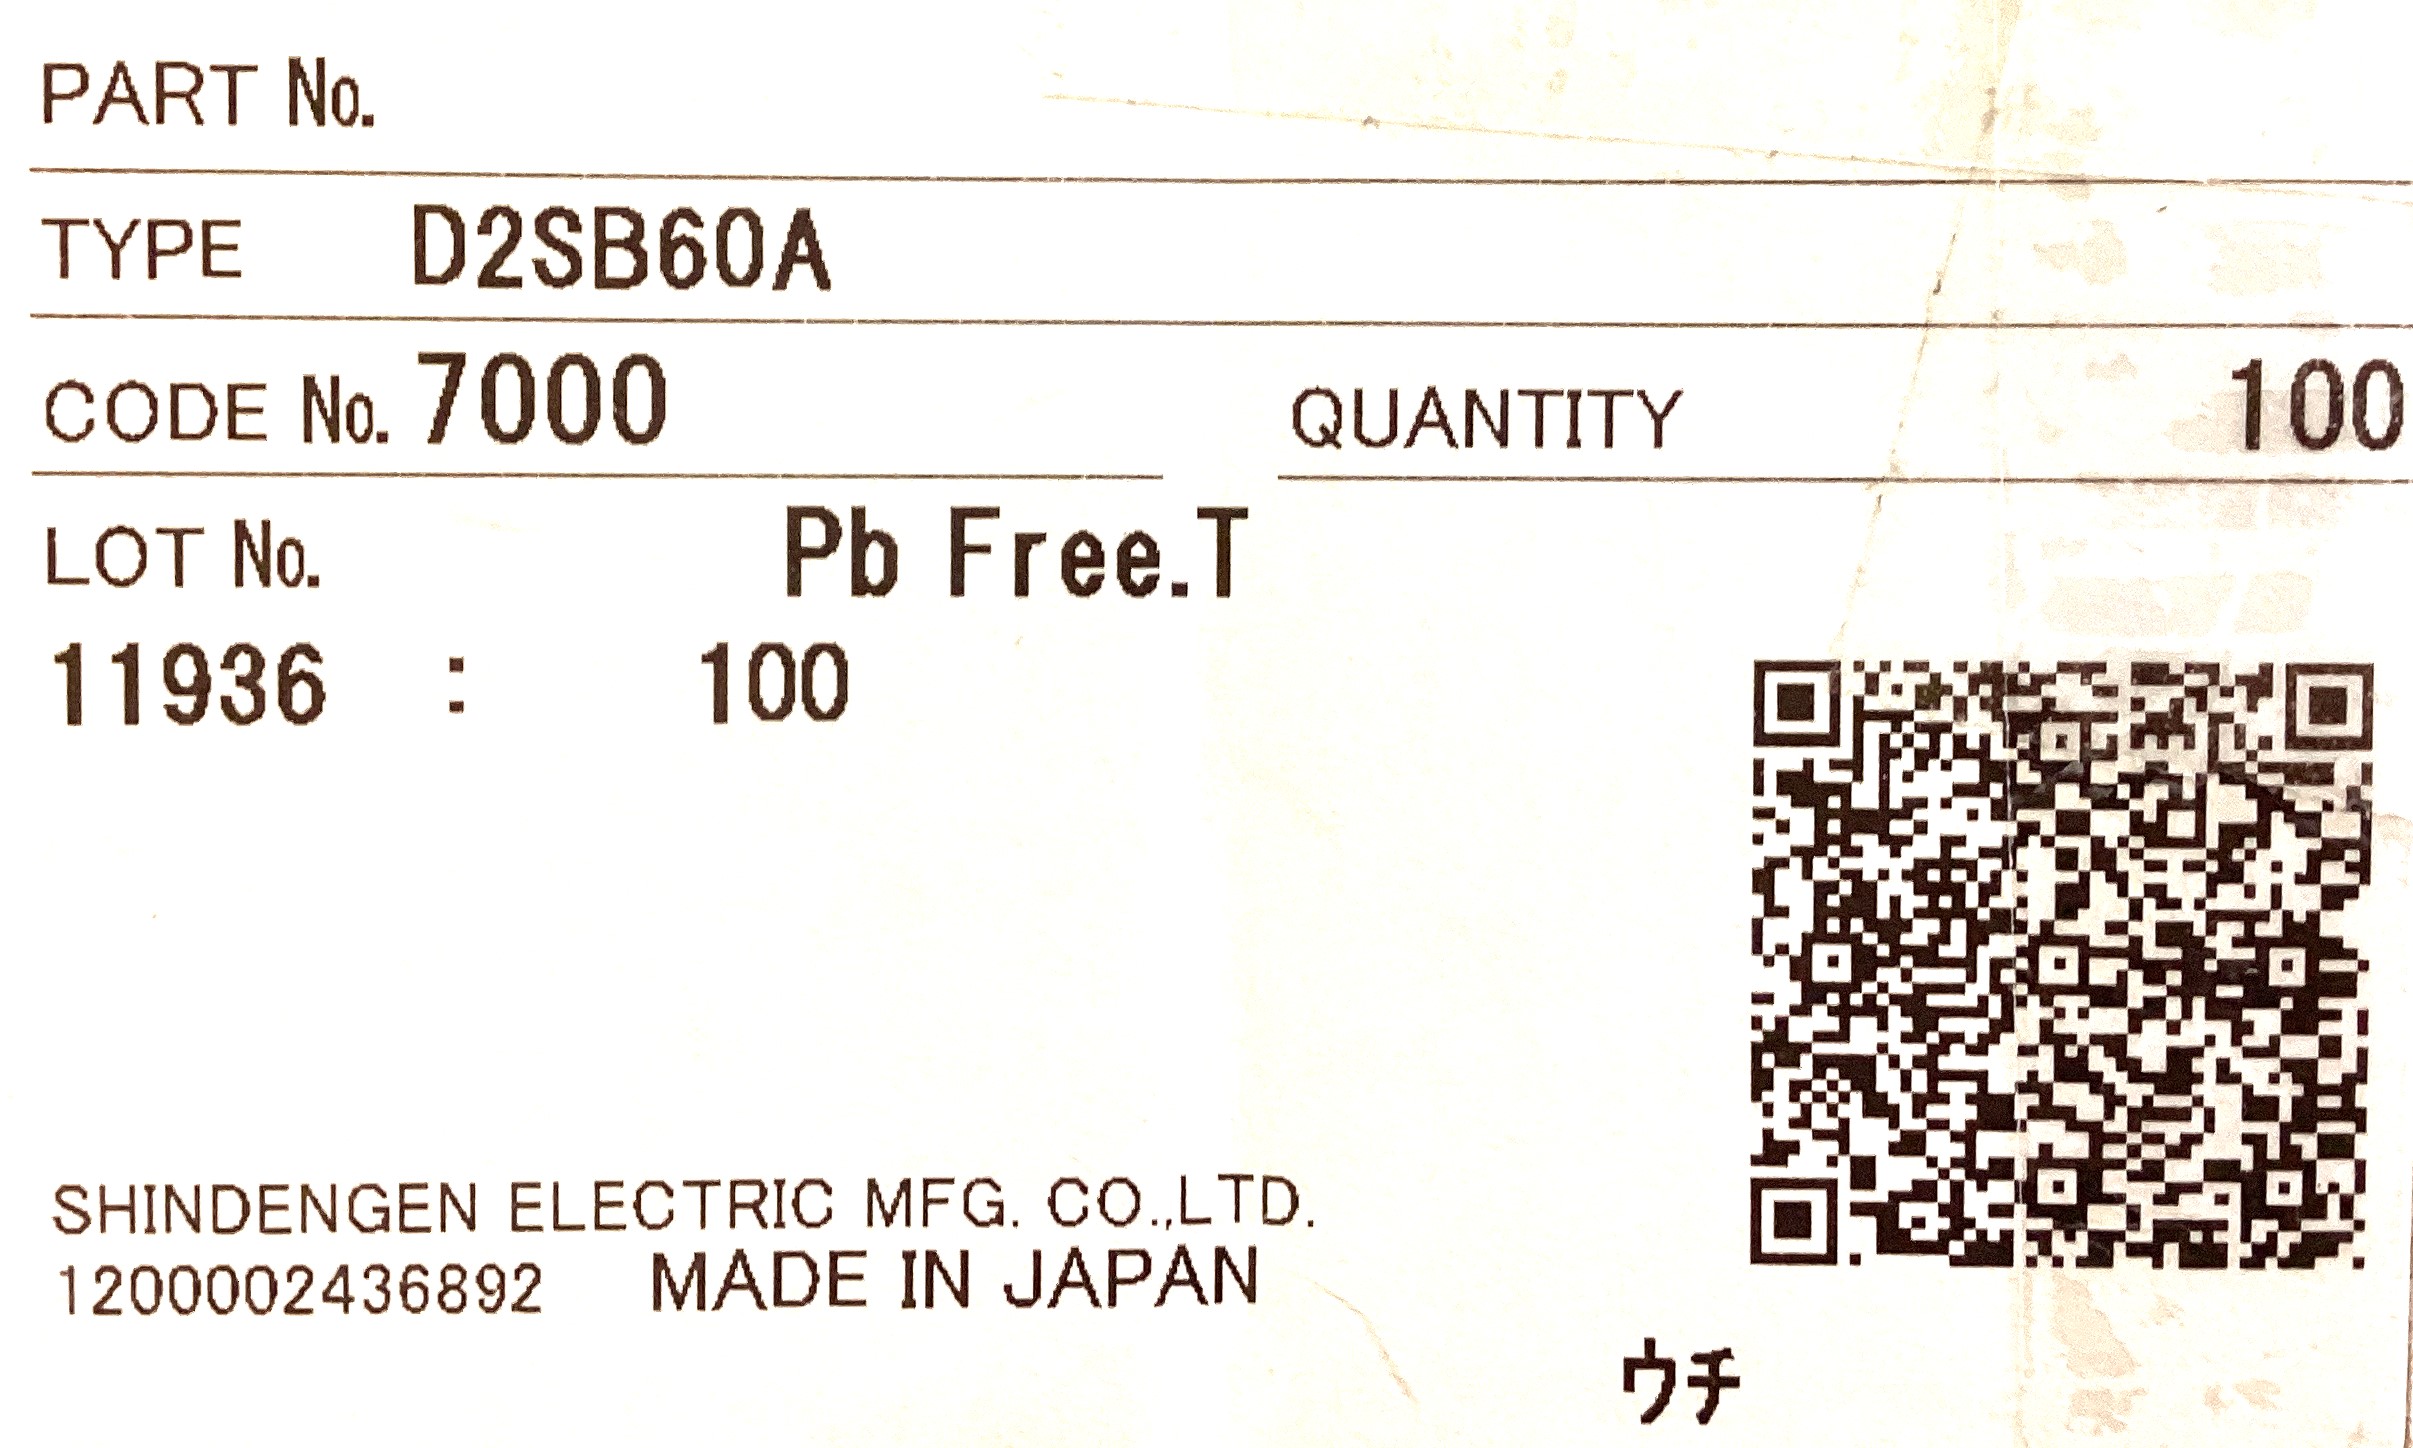 PART No.
TYPE D2SB60A
CODE No. 7000 QUANTITY 100
LOT No. Pb Free.T
11936 : 100
SHINDENGEN ELECTRIC MFG. CO.,LTD.
1200002436892 MADE IN JAPAN
ウチ